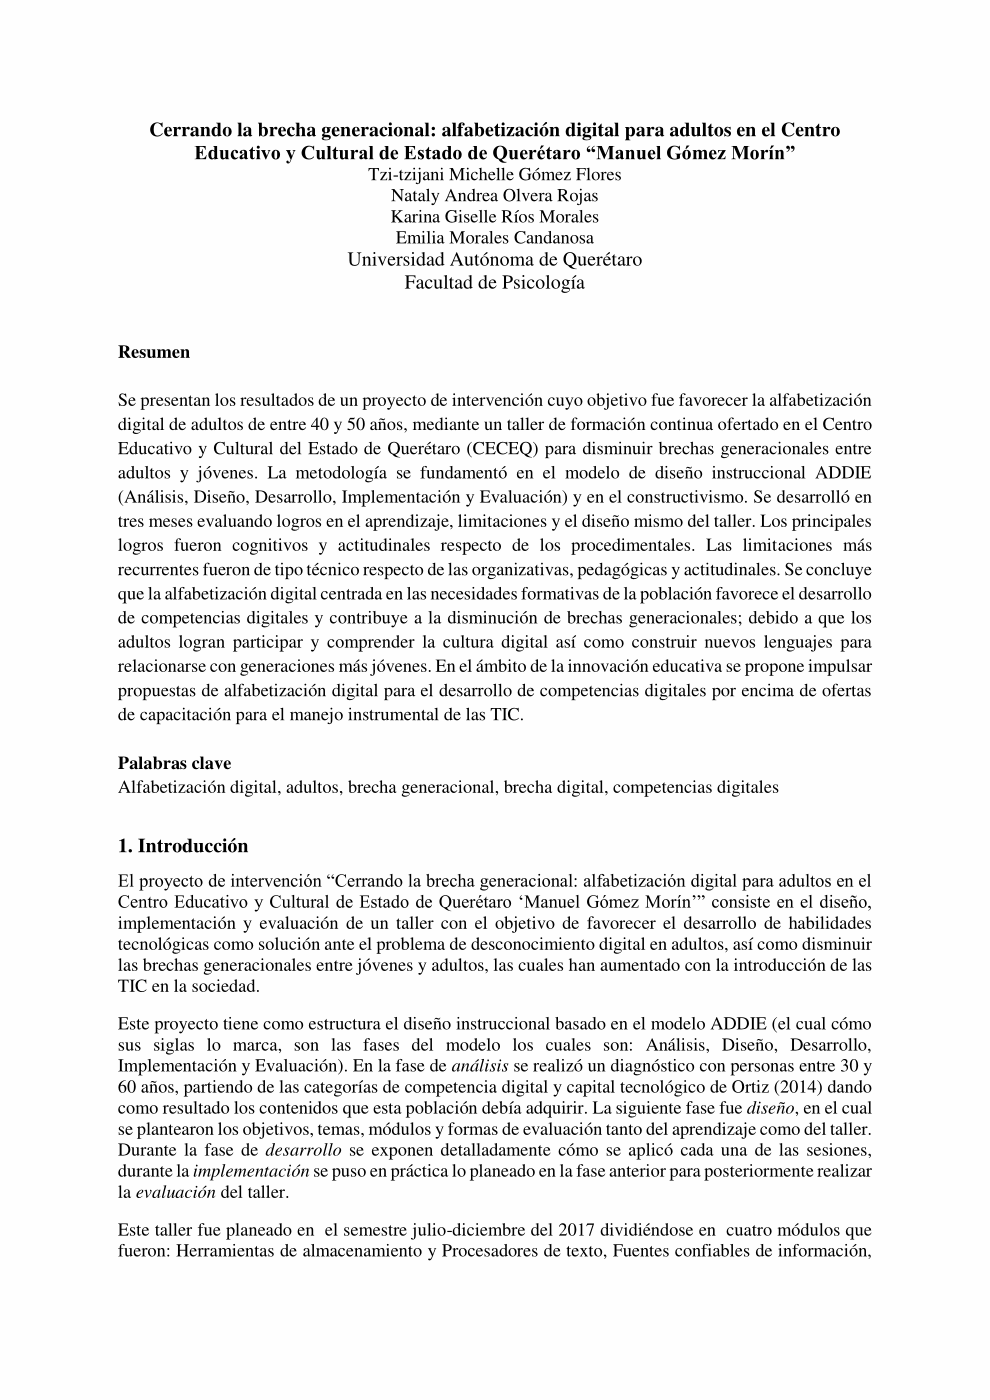 Cerrando la brecha generacional: alfabetización digital para adultos en el Centro
Educativo y Cultural de Estado de Querétaro “Manuel Gómez Morín”
Tzi-tzijani Michelle Gómez Flores
Nataly Andrea Olvera Rojas
Karina Giselle Ríos Morales
Emilia Morales Candanosa
Universidad Autónoma de Querétaro
Facultad de Psicología
Resumen
Se presentan los resultados de un proyecto de intervención cuyo objetivo fue favorecer la alfabetización
digital de adultos de entre 40 y 50 años, mediante un taller de formación continua ofertado en el Centro
Educativo y Cultural del Estado de Querétaro (CECEQ) para disminuir brechas generacionales entre
adultos y jóvenes. La metodología se fundamentó en el modelo de diseño instruccional ADDIE
(Análisis, Diseño, Desarrollo, Implementación y Evaluación) y en el constructivismo. Se desarrolló en
tres meses evaluando logros en el aprendizaje, limitaciones y el diseño mismo del taller. Los principales
logros fueron cognitivos y actitudinales respecto de los procedimentales. Las limitaciones más
recurrentes fueron de tipo técnico respecto de las organizativas, pedagógicas y actitudinales. Se concluye
que la alfabetización digital centrada en las necesidades formativas de la población favorece el desarrollo
de competencias digitales y contribuye a la disminución de brechas generacionales; debido a que los
adultos logran participar y comprender la cultura digital así como construir nuevos lenguajes para
relacionarse con generaciones más jóvenes. En el ámbito de la innovación educativa se propone impulsar
propuestas de alfabetización digital para el desarrollo de competencias digitales por encima de ofertas
de capacitación para el manejo instrumental de las TIC.
Palabras clave
Alfabetización digital, adultos, brecha generacional, brecha digital, competencias digitales
1. Introducción
El proyecto de intervención “Cerrando la brecha generacional: alfabetización digital para adultos en el
Centro Educativo y Cultural de Estado de Querétaro ‘Manuel Gómez Morín’” consiste en el diseño,
implementación y evaluación de un taller con el objetivo de favorecer el desarrollo de habilidades
tecnológicas como solución ante el problema de desconocimiento digital en adultos, así como disminuir
las brechas generacionales entre jóvenes y adultos, las cuales han aumentado con la introducción de las
TIC en la sociedad.
Este proyecto tiene como estructura el diseño instruccional basado en el modelo ADDIE (el cual cómo
sus siglas lo marca, son las fases del modelo los cuales son: Análisis, Diseño, Desarrollo,
Implementación y Evaluación). En la fase de análisis se realizó un diagnóstico con personas entre 30 y
60 años, partiendo de las categorías de competencia digital y capital tecnológico de Ortiz (2014) dando
como resultado los contenidos que esta población debía adquirir. La siguiente fase fue diseño, en el cual
se plantearon los objetivos, temas, módulos y formas de evaluación tanto del aprendizaje como del taller.
Durante la fase de desarrollo se exponen detalladamente cómo se aplicó cada una de las sesiones,
durante la implementación se puso en práctica lo planeado en la fase anterior para posteriormente realizar
la evaluación del taller.
Este taller fue planeado en el semestre julio-diciembre del 2017 dividiéndose en cuatro módulos que
fueron: Herramientas de almacenamiento y Procesadores de texto, Fuentes confiables de información,